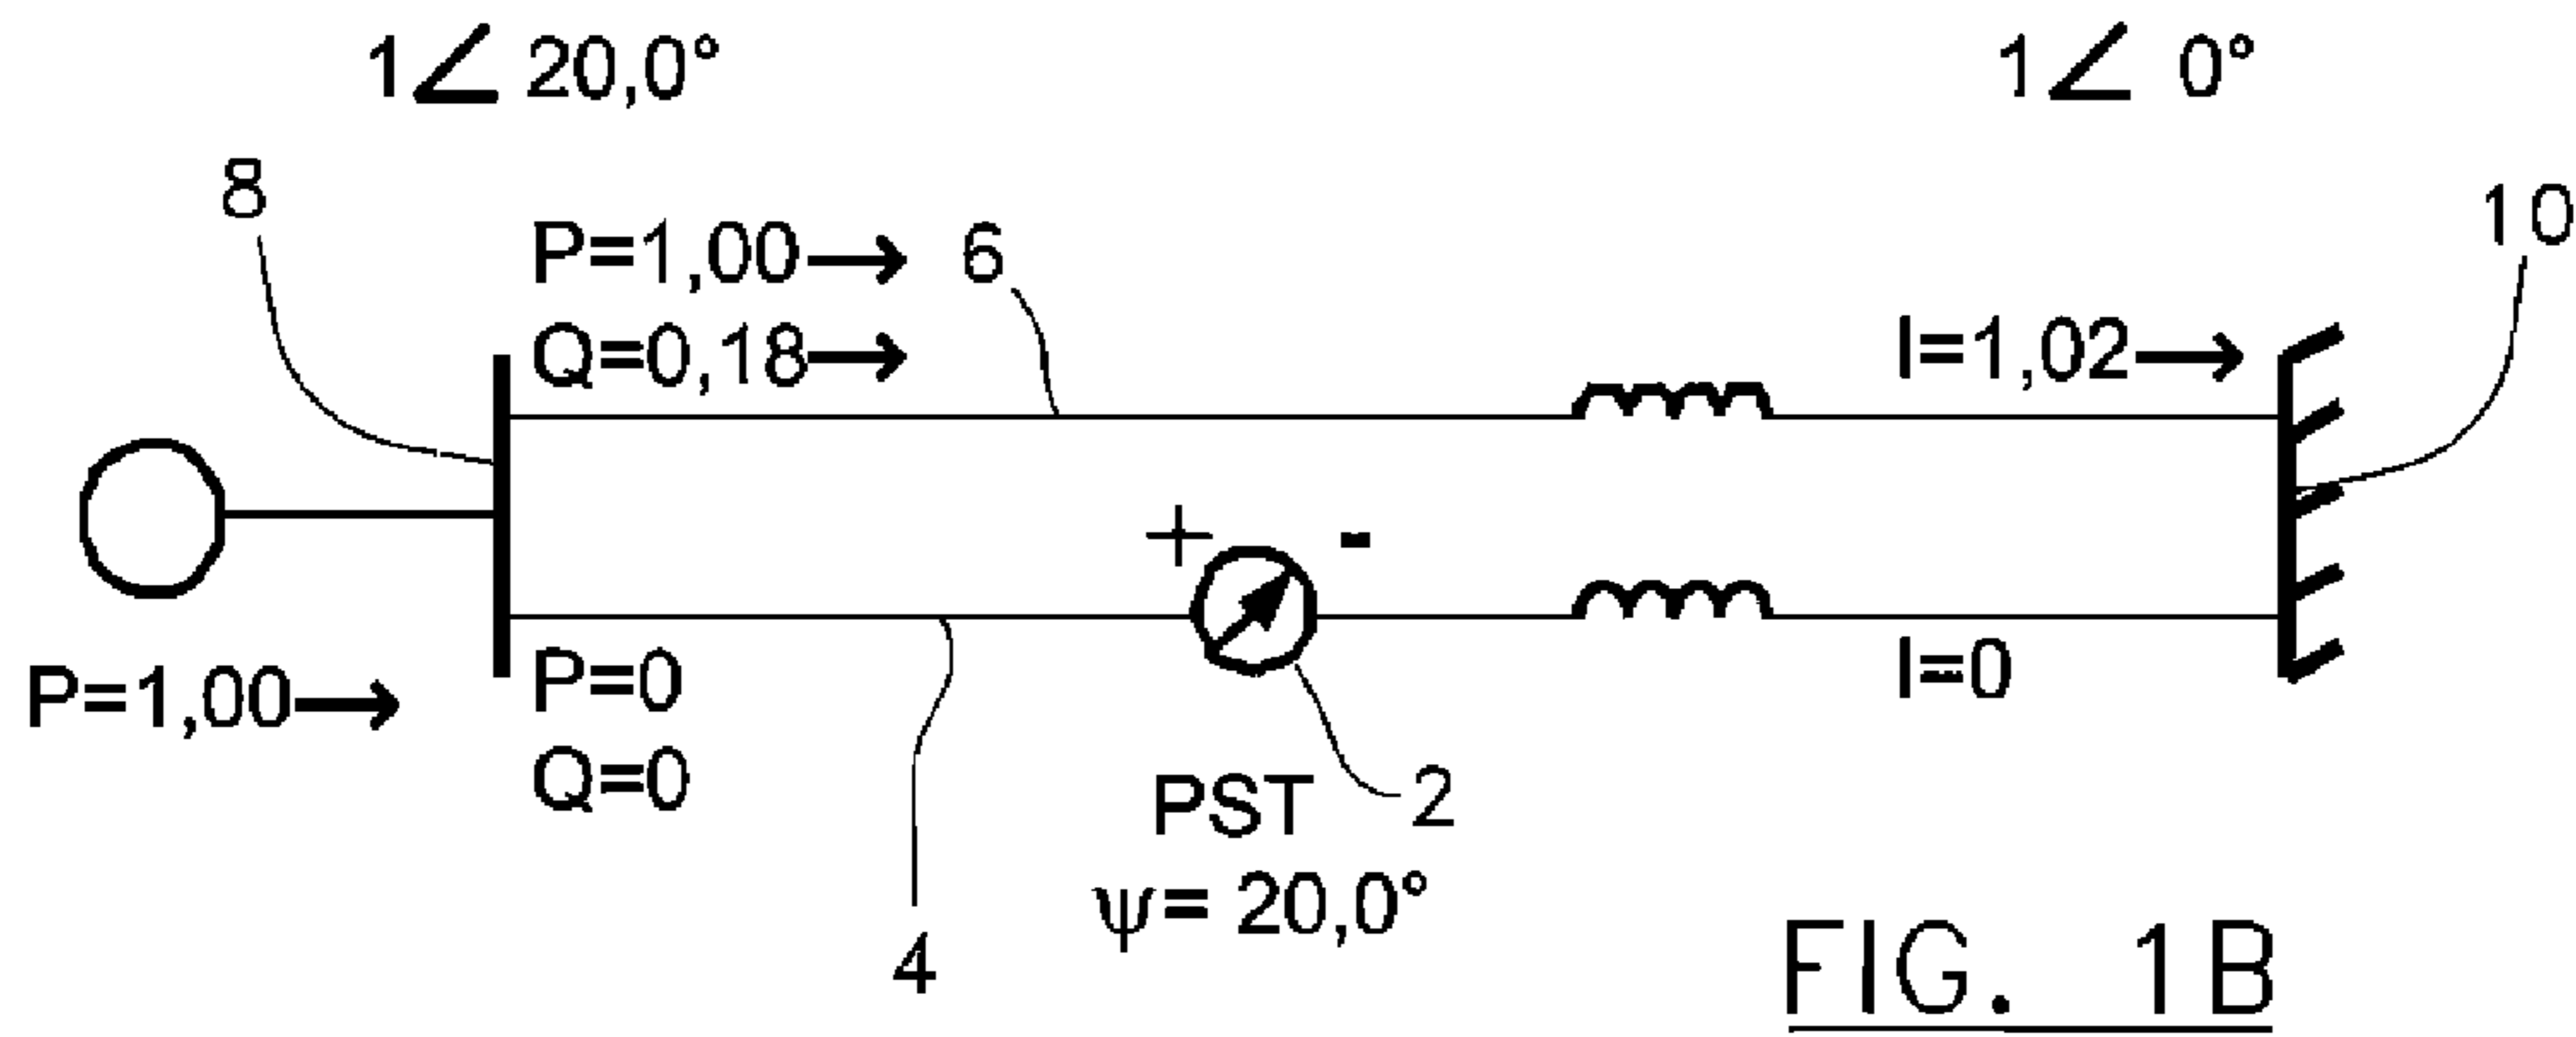 1∠ 20,0°
1∠ 0°
8
10
P=1,00→
6
Q=0,18→
I=1,02→
+
-
P=1,00→
P=0
Q=0
I=0
PST
2
ψ= 20,0°
4
FIG. 1B